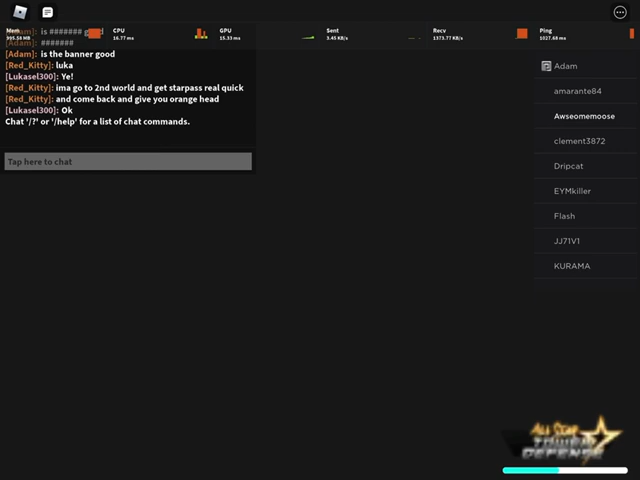 Mem CPU GPU Sent Recv Ping
16.77 ms 15.33 ms 3.45 KB/s 1373.77 KB/s 1027.68 ms
is #######
[Adam]: #######
[Adam]: is the banner good
[Red_Kitty]: luka
[Lukasel300]: Ye!
[Red_Kitty]: ima go to 2nd world and get starpass real quick
[Red_Kitty]: and come back and give you orange head
[Lukasel300]: Ok
Chat '/?' or '/help' for a list of chat commands.
Tap here to chat
Adam
amarante84
Awseomemoose
clement3872
Dripcat
EYMkiller
Flash
JJ71V1
KURAMA
ALL STAR
TOWER
DEFENSE